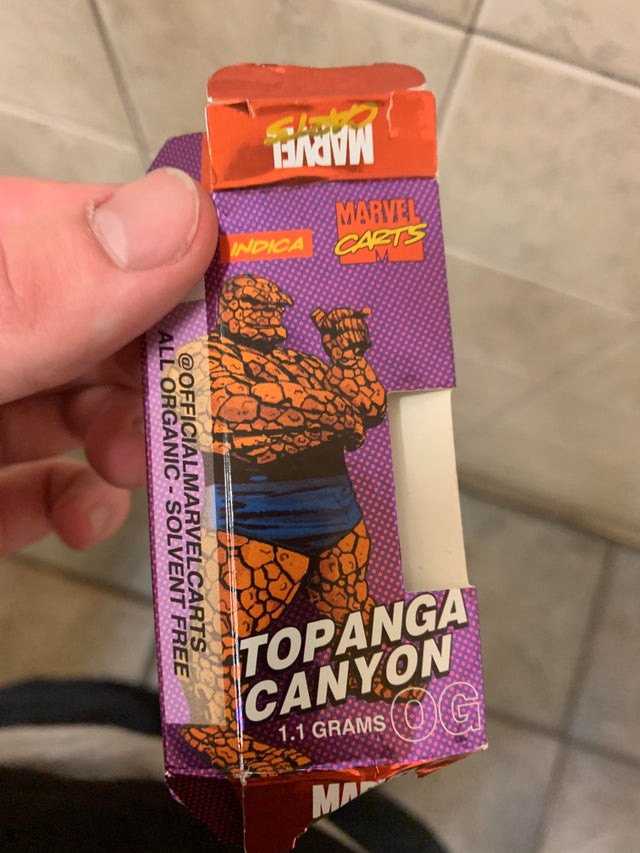 MARVEL
CARTS
MARVEL
CARTS
INDICA
@OFFICIALMARVELCARTS
ALL ORGANIC - SOLVENT FREE
TOPANGA
CANYON
1.1 GRAMS OG